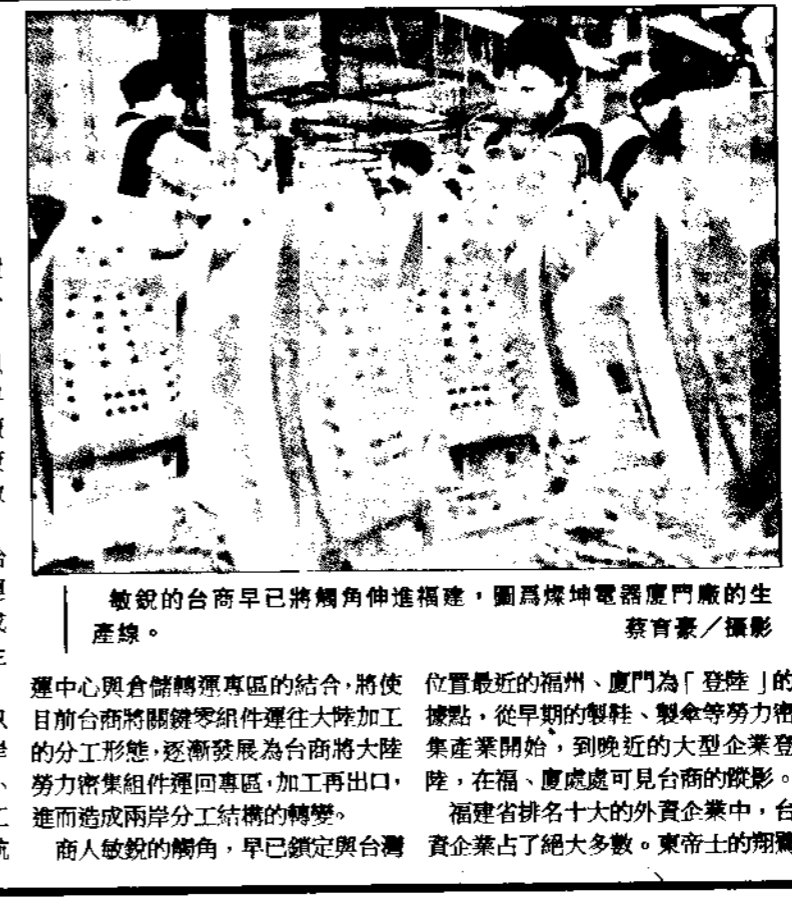 敏銳的台商早已將觸角伸進福建，圖爲燦坤電器廈門廠的生
產線。
蔡育豪／攝影
運中心與倉儲轉運專區的結合，將使
目前台商將關鍵零組件運往大陸加工
的分工形態，逐漸發展為台商將大陸
勞力密集組件運回專區，加工再出口，
進而造成兩岸分工結構的轉變。
商人敏銳的觸角，早已鎖定與台灣
位置最近的福州、廈門為「登陸」的
據點，從早期的製鞋、製傘等勞力密
集產業開始，到晚近的大型企業登
陸，在福、廈處處可見台商的蹤影。
福建省排名十大的外資企業中，台
資企業占了絕大多數。東帝士的翔鷺